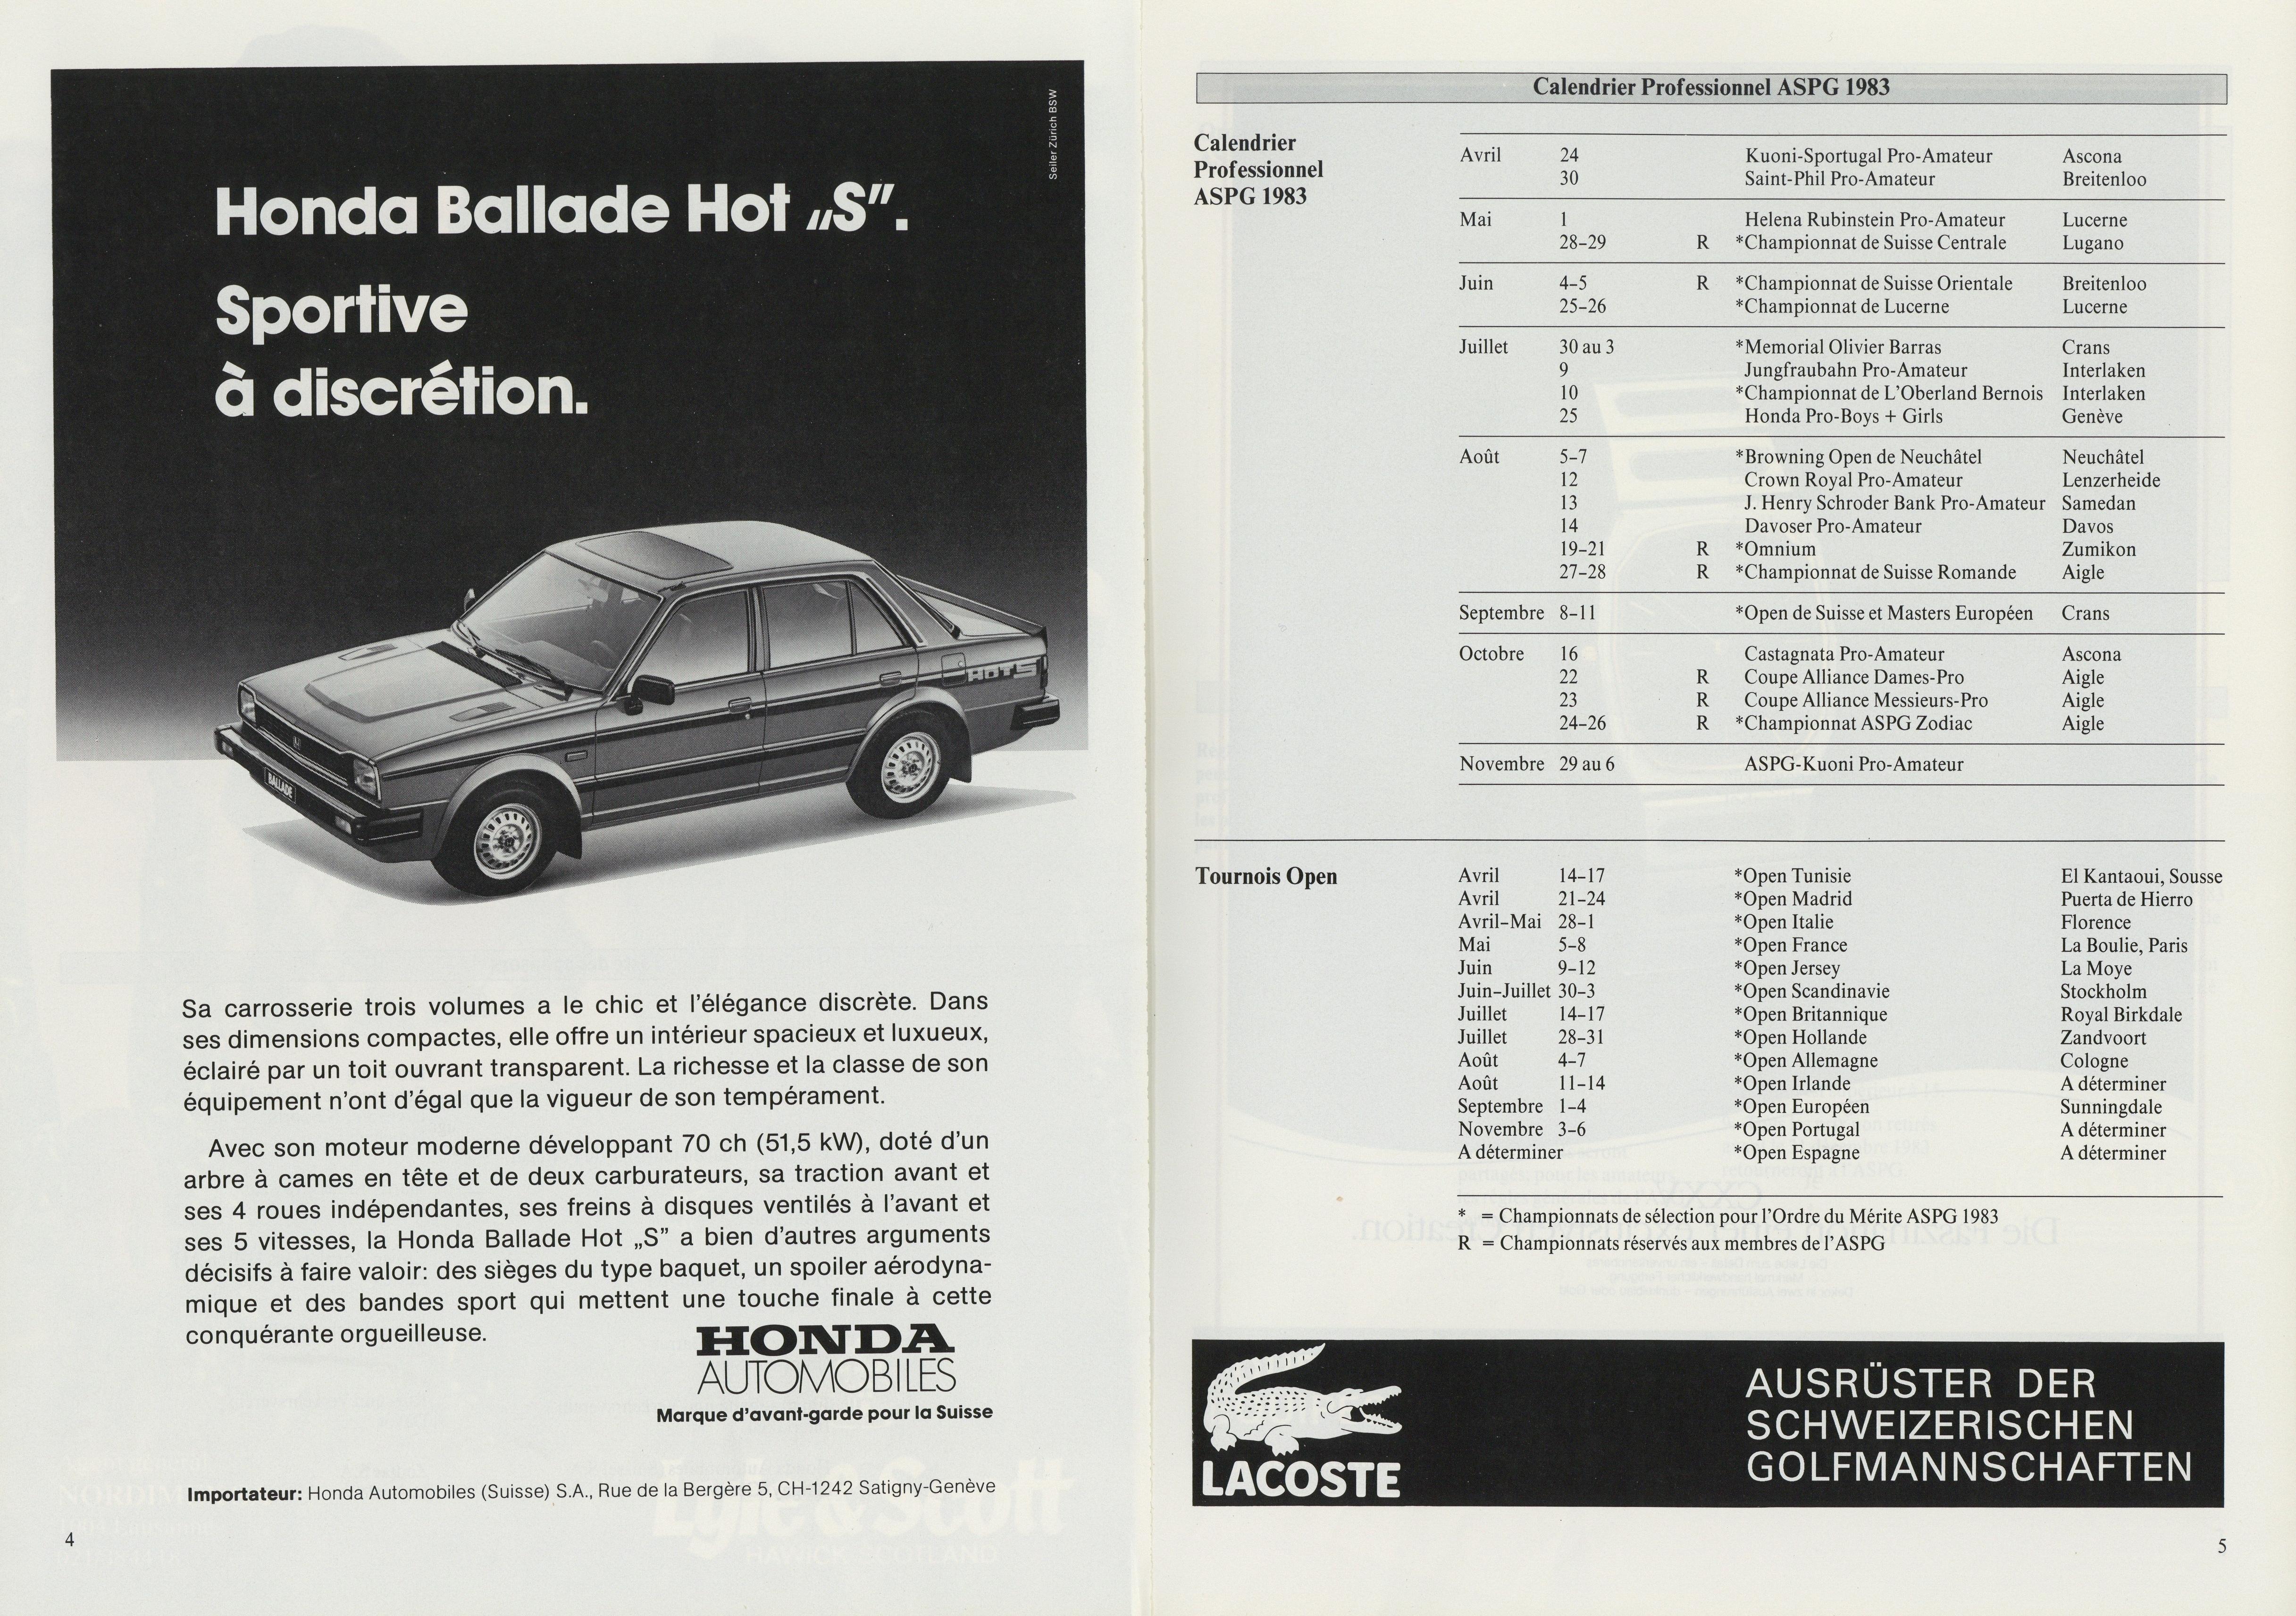 Seiler Zürich BSW
Honda Ballade Hot „S”.
Sportive
à discrétion.
HOT S
BALLADE
Sa carrosserie trois volumes a le chic et l'élégance discrète. Dans
ses dimensions compactes, elle offre un intérieur spacieux et luxueux,
éclairé par un toit ouvrant transparent. La richesse et la classe de son
équipement n'ont d'égal que la vigueur de son tempérament.
Avec son moteur moderne développant 70 ch (51,5 kW), doté d'un
arbre à cames en tête et de deux carburateurs, sa traction avant et
ses 4 roues indépendantes, ses freins à disques ventilés à l'avant et
ses 5 vitesses, la Honda Ballade Hot „S” a bien d'autres arguments
décisifs à faire valoir: des sièges du type baquet, un spoiler aérodyna-
mique et des bandes sport qui mettent une touche finale à cette
conquérante orgueilleuse.
HONDA
AUTOMOBILES
Marque d'avant-garde pour la Suisse
Importateur: Honda Automobiles (Suisse) S.A., Rue de la Bergère 5, CH-1242 Satigny-Genève
4
Calendrier Professionnel ASPG 1983
Calendrier
Professionnel
ASPG 1983
Avril 24 Kuoni-Sportugal Pro-Amateur Ascona
30 Saint-Phil Pro-Amateur Breitenloo
Mai 1 Helena Rubinstein Pro-Amateur Lucerne
28–29 R *Championnat de Suisse Centrale Lugano
Juin 4–5 R *Championnat de Suisse Orientale Breitenloo
25–26 *Championnat de Lucerne Lucerne
Juillet 30 au 3 *Memorial Olivier Barras Crans
9 Jungfraubahn Pro-Amateur Interlaken
10 *Championnat de L'Oberland Bernois Interlaken
25 Honda Pro-Boys + Girls Genève
Août 5–7 *Browning Open de Neuchâtel Neuchâtel
12 Crown Royal Pro-Amateur Lenzerheide
13 J. Henry Schroder Bank Pro-Amateur Samedan
14 Davoser Pro-Amateur Davos
19–21 R *Omnium Zumikon
27–28 R *Championnat de Suisse Romande Aigle
Septembre 8–11 *Open de Suisse et Masters Européen Crans
Octobre 16 Castagnata Pro-Amateur Ascona
22 R Coupe Alliance Dames-Pro Aigle
23 R Coupe Alliance Messieurs-Pro Aigle
24–26 R *Championnat ASPG Zodiac Aigle
Novembre 29 au 6 ASPG-Kuoni Pro-Amateur
Tournois Open
Avril 14–17 *Open Tunisie El Kantaoui, Sousse
Avril 21–24 *Open Madrid Puerta de Hierro
Avril–Mai 28–1 *Open Italie Florence
Mai 5–8 *Open France La Boulie, Paris
Juin 9–12 *Open Jersey La Moye
Juin–Juillet 30–3 *Open Scandinavie Stockholm
Juillet 14–17 *Open Britannique Royal Birkdale
Juillet 28–31 *Open Hollande Zandvoort
Août 4–7 *Open Allemagne Cologne
Août 11–14 *Open Irlande A déterminer
Septembre 1–4 *Open Européen Sunningdale
Novembre 3–6 *Open Portugal A déterminer
A déterminer *Open Espagne A déterminer
* = Championnats de sélection pour l'Ordre du Mérite ASPG 1983
R = Championnats réservés aux membres de l'ASPG
LACOSTE
AUSRÜSTER DER
SCHWEIZERISCHEN
GOLFMANNSCHAFTEN
5